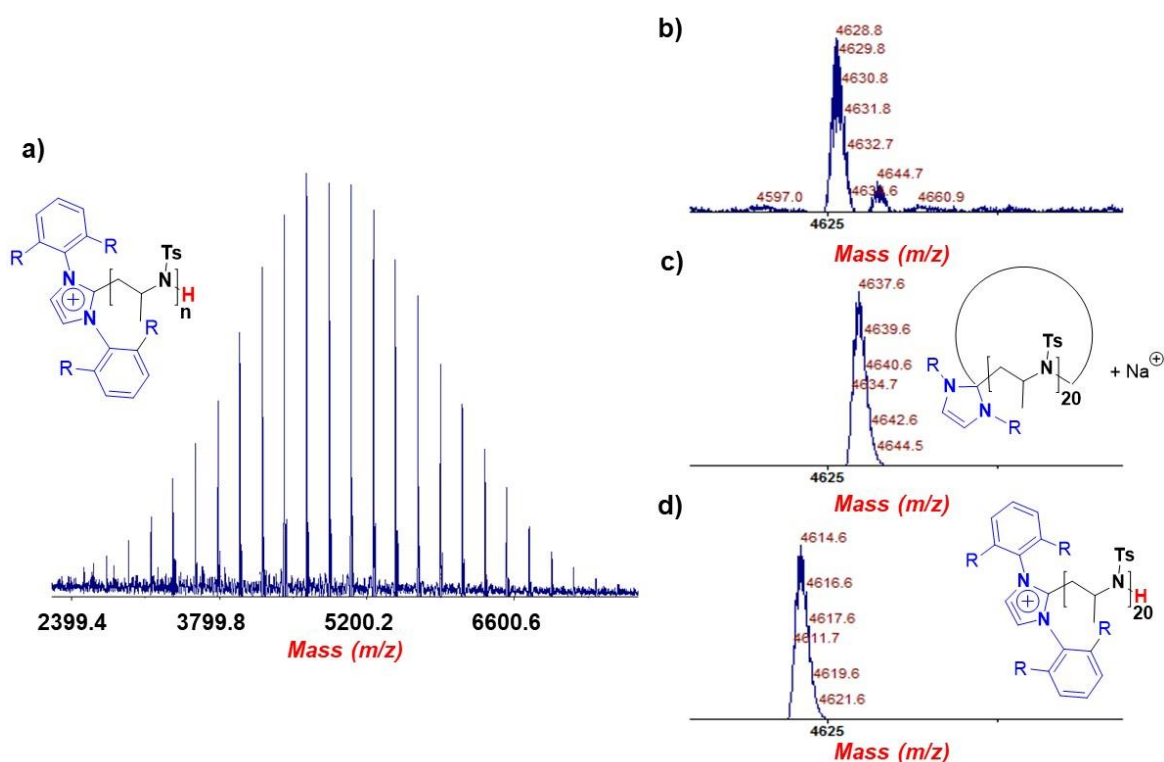 a)
R
R
Ts
N
N
H
n
+
N
R
R
2399.4 3799.8 5200.2 6600.6
Mass (m/z)
b)
4628.8
4629.8
4630.8
4631.8
4632.7
4644.7
4597.0
4660.9
4625
Mass (m/z)
c)
4637.6
4639.6
4640.6
4634.7
4642.6
4644.5
4625
Ts
R
N
N
20
N
R
+ Na+
Mass (m/z)
d)
4614.6
4616.6
4617.6
4611.7
4619.6
4621.6
4625
R
R
Ts
N
N
H
20
+
N
R
R
Mass (m/z)